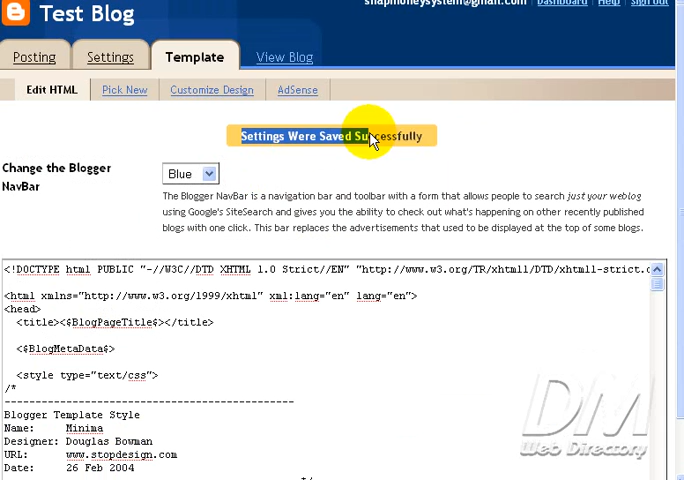 Test Blog
snapmoneysystem@gmail.com Dashboard Help Sign out
Posting Settings Template View Blog
Edit HTML Pick New Customize Design AdSense
Settings Were Saved Successfully
Change the Blogger
NavBar
Blue
The Blogger NavBar is a navigation bar and toolbar with a form that allows people to search just your weblog
using Google's SiteSearch and gives you the ability to check out what's happening on other recently published
blogs with one click. This bar replaces the advertisements that used to be displayed at the top of some blogs.
<!DOCTYPE html PUBLIC "-//W3C//DTD XHTML 1.0 Strict//EN" "http://www.w3.org/TR/xhtml1/DTD/xhtml1-strict.d
<html xmlns="http://www.w3.org/1999/xhtml" xml:lang="en" lang="en">
<head>
<title><$BlogPageTitle$></title>
<$BlogMetaData$>
<style type="text/css">
/*
-----------------------------------------------
Blogger Template Style
Name: Minima
Designer: Douglas Bowman
URL: www.stopdesign.com
Date: 26 Feb 2004
*/
DM
Web Directory